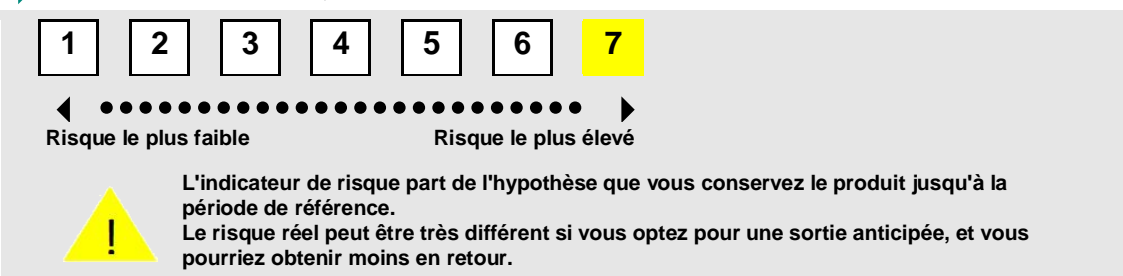 1 2 3 4 5 6 7
Risque le plus faible Risque le plus élevé
L'indicateur de risque part de l'hypothèse que vous conservez le produit jusqu'à la
période de référence.
!
Le risque réel peut être très différent si vous optez pour une sortie anticipée, et vous
pourriez obtenir moins en retour.